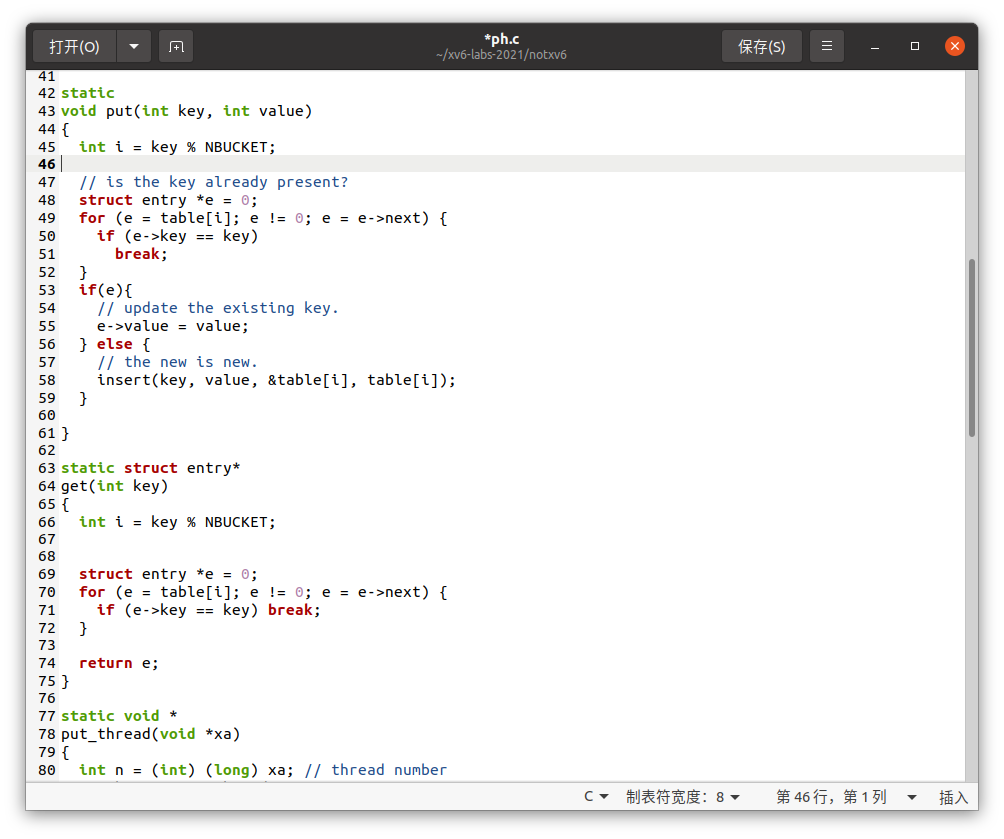 打开(O)
*ph.c
~/xv6-labs-2021/notxv6
保存(S)
41
42 static
43 void put(int key, int value)
44 {
45   int i = key % NBUCKET;
46
47   // is the key already present?
48   struct entry *e = 0;
49   for (e = table[i]; e != 0; e = e->next) {
50     if (e->key == key)
51       break;
52   }
53   if(e){
54     // update the existing key.
55     e->value = value;
56   } else {
57     // the new is new.
58     insert(key, value, &table[i], table[i]);
59   }
60
61 }
62
63 static struct entry*
64 get(int key)
65 {
66   int i = key % NBUCKET;
67
68
69   struct entry *e = 0;
70   for (e = table[i]; e != 0; e = e->next) {
71     if (e->key == key) break;
72   }
73
74   return e;
75 }
76
77 static void *
78 put_thread(void *xa)
79 {
80   int n = (int) (long) xa; // thread number
C 制表符宽度：8 第 46 行，第 1 列 插入